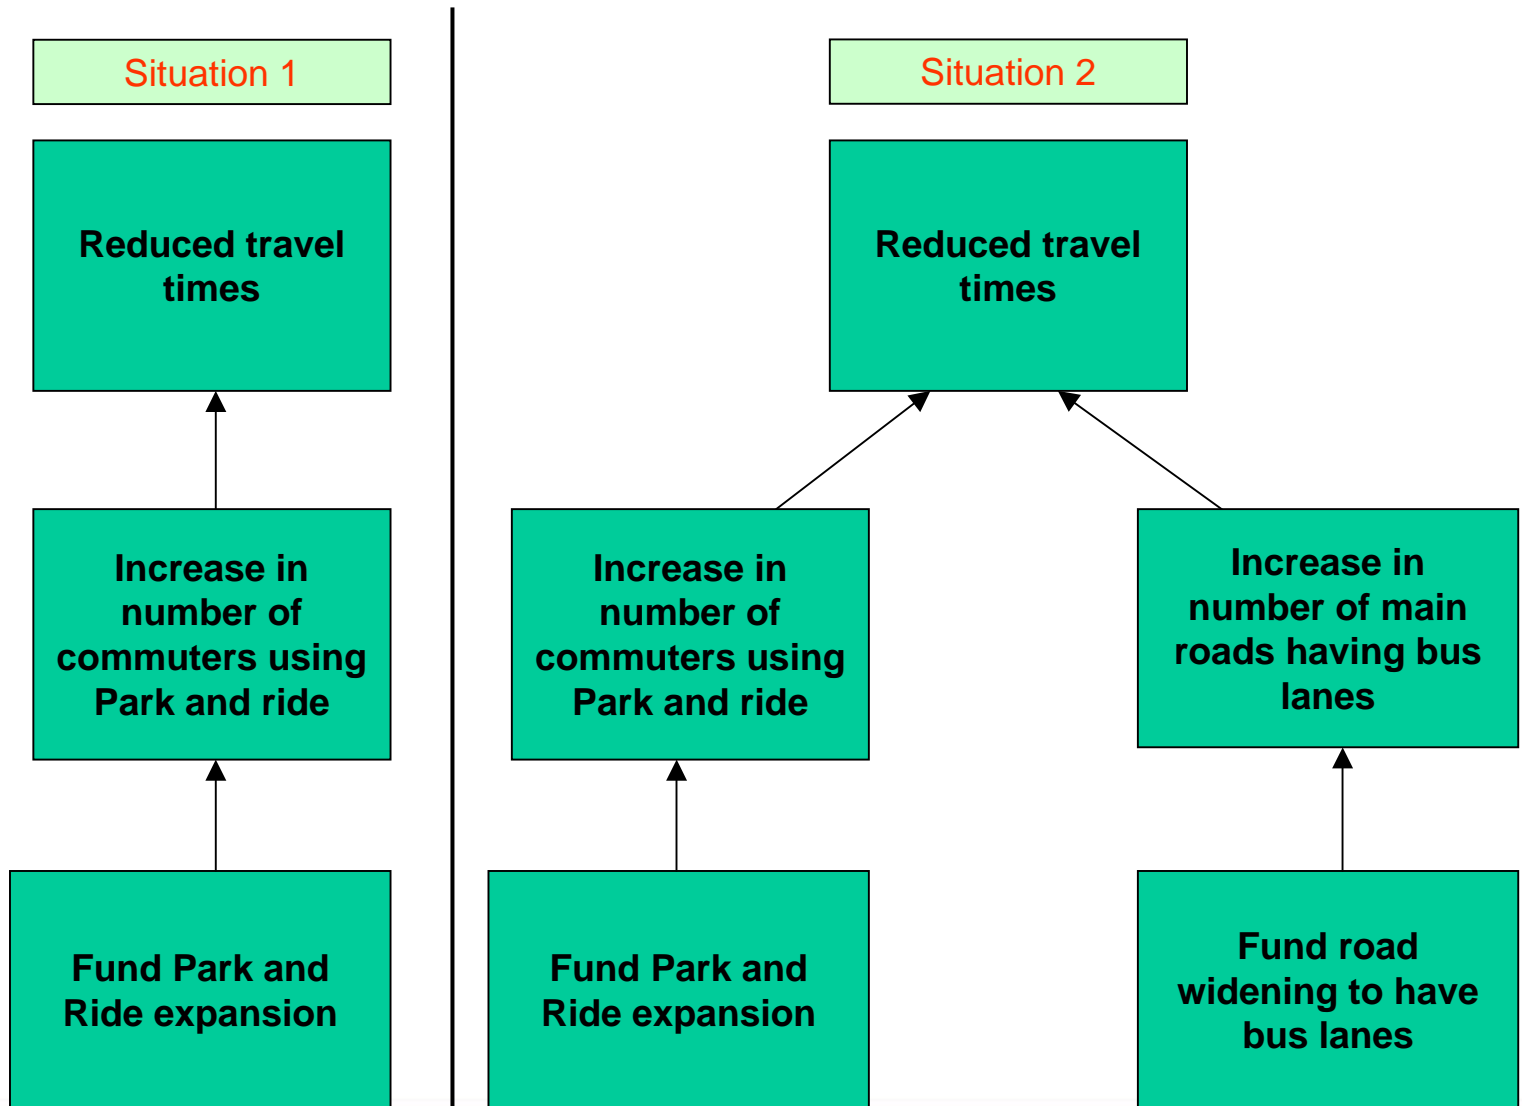 Situation 1
Reduced travel
times
Increase in
number of
commuters using
Park and ride
Fund Park and
Ride expansion
Situation 2
Reduced travel
times
Increase in
number of
commuters using
Park and ride
Fund Park and
Ride expansion
Increase in
number of main
roads having bus
lanes
Fund road
widening to have
bus lanes